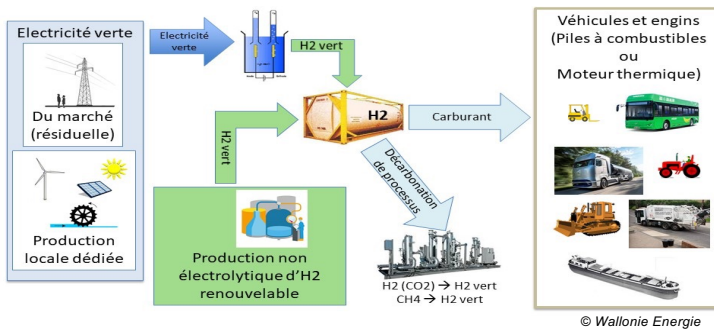 Electricité verte
Du marché
(résiduelle)
Production
locale dédiée
Electricité
verte
H2 vert
H2 vert
H2
Production non
électrolytique d'H2
renouvelable
Carburant
Décarbonation
de processus
H2 (CO2) → H2 vert
CH4 → H2 vert
Véhicules et engins
(Piles à combustibles
ou
Moteur thermique)
© Wallonie Energie